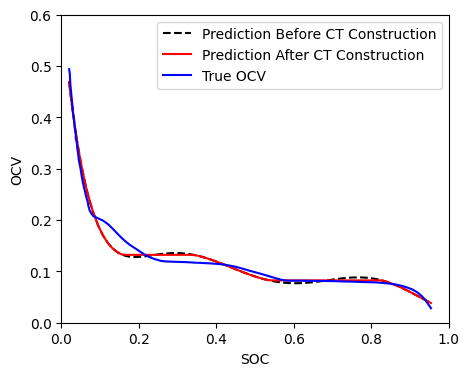 Prediction Before CT Construction
Prediction After CT Construction
True OCV
OCV
0.6
0.5
0.4
0.3
0.2
0.1
0.0
0.0 0.2 0.4 0.6 0.8 1.0
SOC